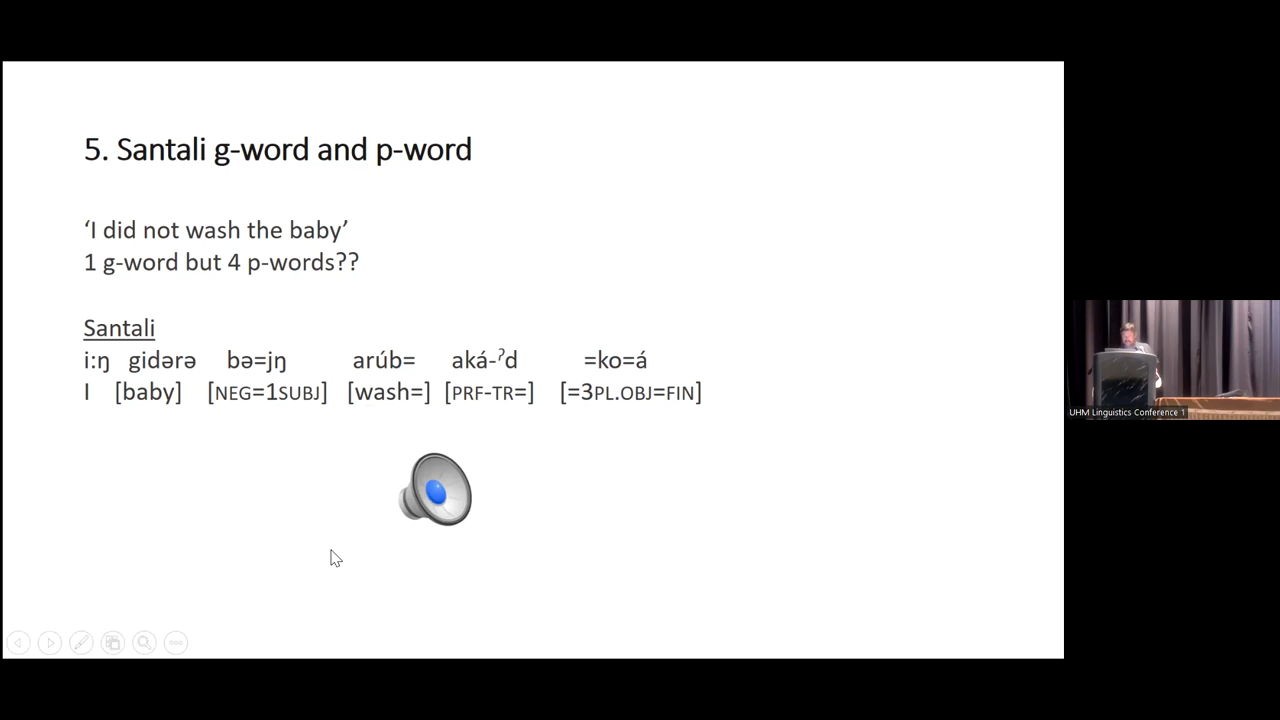 5. Santali g-word and p-word
‘I did not wash the baby’
1 g-word but 4 p-words??
Santali
i:ŋ gidərə bə=jŋ arúb= aká-ˀd =ko=á
I [baby] [NEG=1SUBJ] [wash=] [PRF-TR=] [=3PL.OBJ=FIN]
UHM Linguistics Conference 1